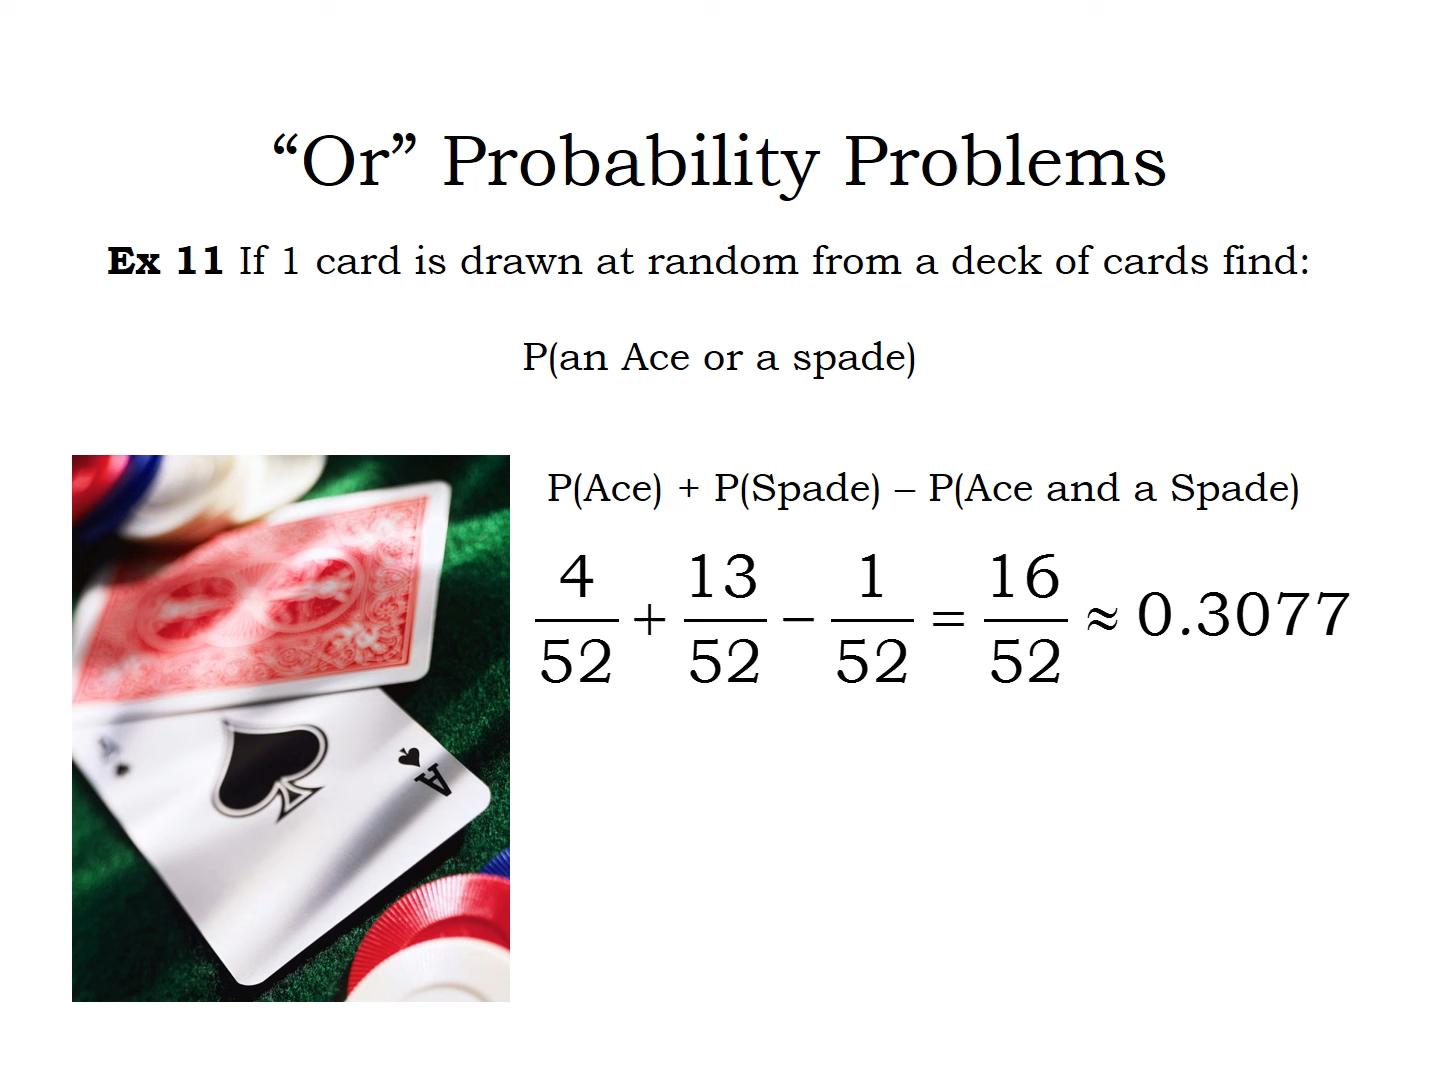 “Or” Probability Problems
Ex 11 If 1 card is drawn at random from a deck of cards find:
P(an Ace or a spade)
P(Ace) + P(Spade) – P(Ace and a Spade)
4/52 + 13/52 − 1/52 = 16/52 ≈ 0.3077
A
A